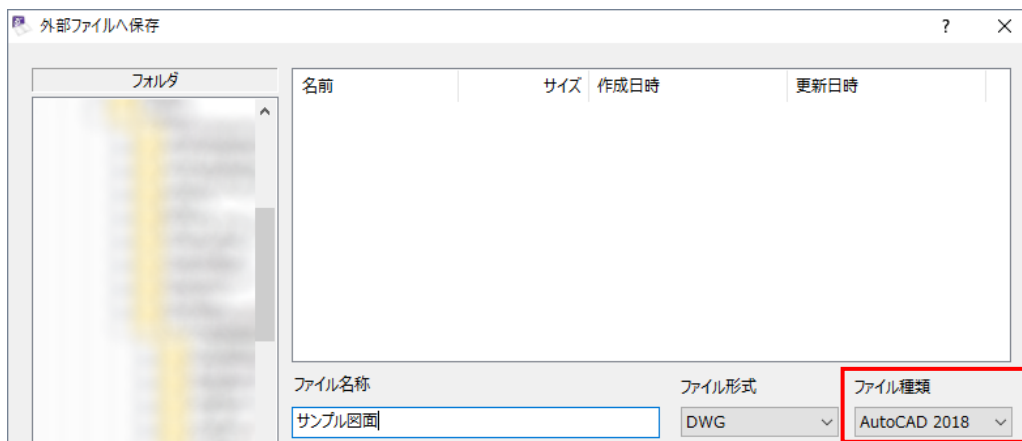 外部ファイルへ保存
?
フォルダ
名前 サイズ 作成日時 更新日時
ファイル名称 ファイル形式 ファイル種類
サンプル図面 DWG AutoCAD 2018